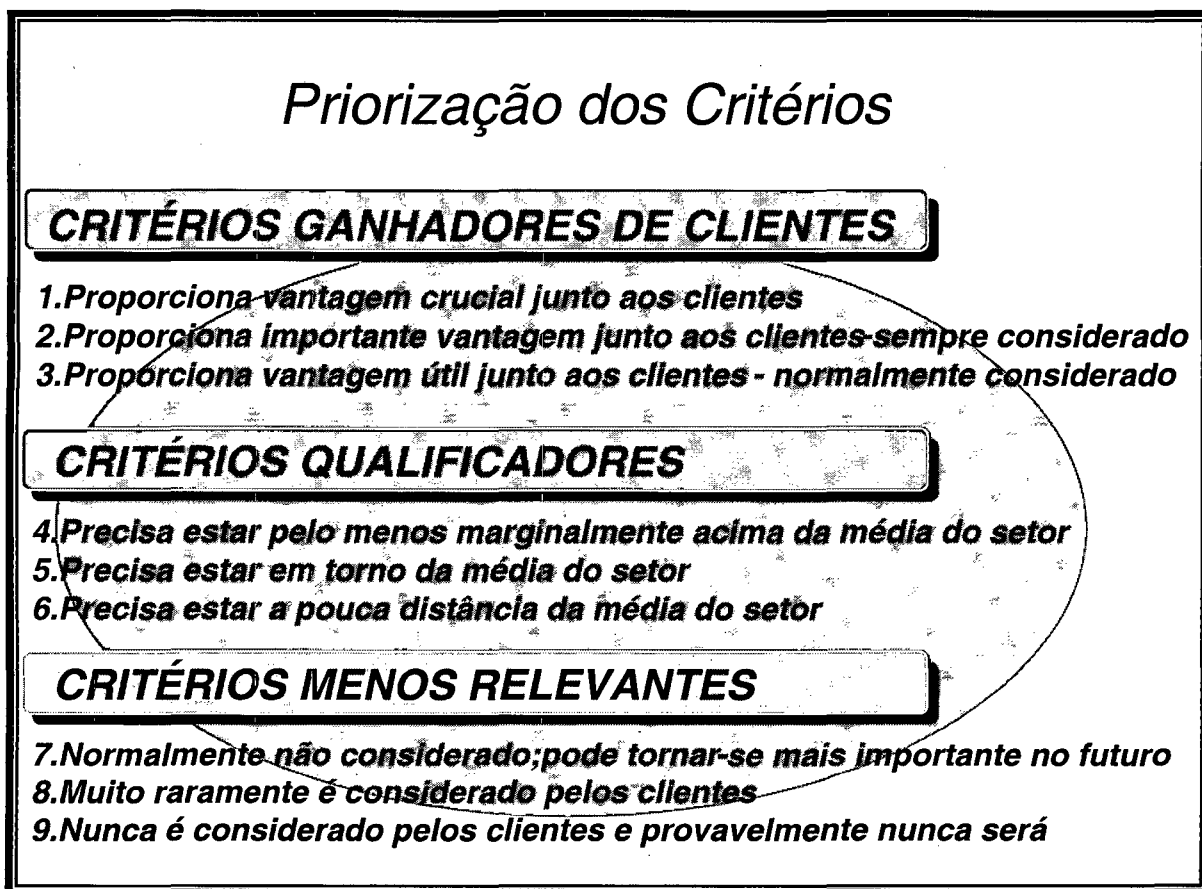 Priorização dos Critérios
CRITÉRIOS GANHADORES DE CLIENTES
1.Proporciona vantagem crucial junto aos clientes
2.Proporciona importante vantagem junto aos clientes-sempre considerado
3.Proporciona vantagem útil junto aos clientes - normalmente considerado
CRITÉRIOS QUALIFICADORES
4.Precisa estar pelo menos marginalmente acima da média do setor
5.Precisa estar em torno da média do setor
6.Precisa estar a pouca distância da média do setor
CRITÉRIOS MENOS RELEVANTES
7.Normalmente não considerado;pode tornar-se mais importante no futuro
8.Muito raramente é considerado pelos clientes
9.Nunca é considerado pelos clientes e provavelmente nunca será